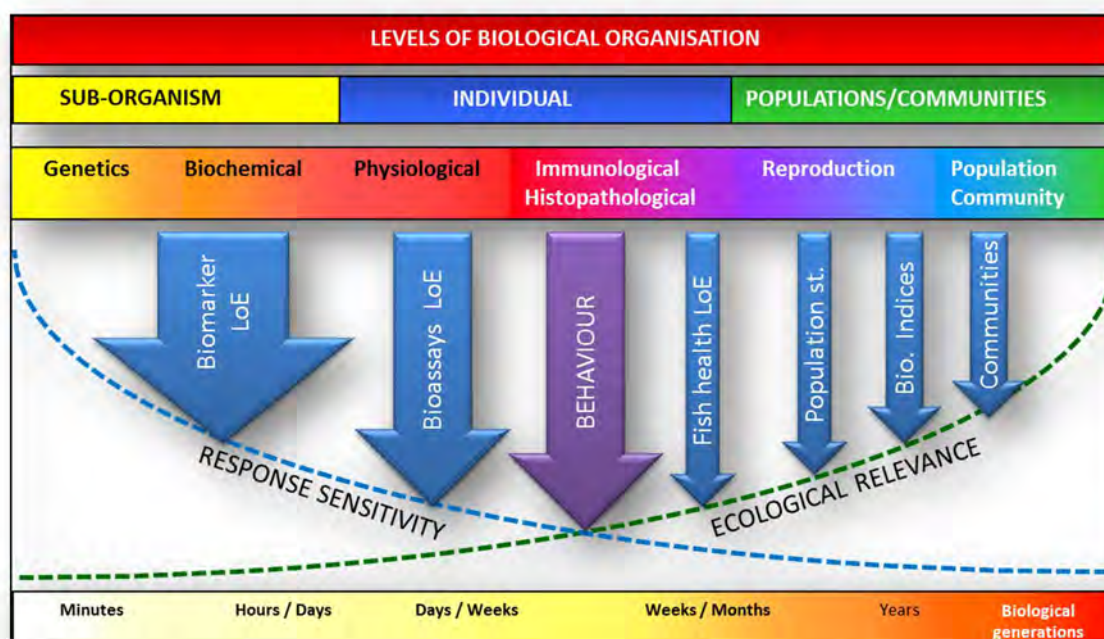 LEVELS OF BIOLOGICAL ORGANISATION
SUB-ORGANISM
INDIVIDUAL
POPULATIONS/COMMUNITIES
Genetics
Biochemical
Physiological
Immunological
Histopathological
Reproduction
Population
Community
Biomarker
LoE
Bioassays LoE
BEHAVIOUR
Fish health LoE
Population st.
Bio. Indices
Communities
RESPONSE SENSITIVITY
ECOLOGICAL RELEVANCE
Minutes
Hours / Days
Days / Weeks
Weeks / Months
Years
Biological
generations